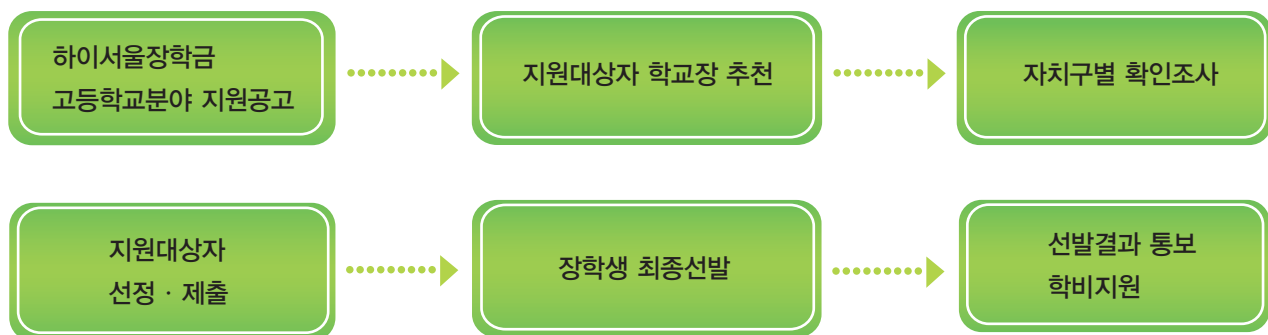 하이서울장학금
고등학교분야 지원공고
지원대상자 학교장 추천
자치구별 확인조사
지원대상자
선정 · 제출
장학생 최종선발
선발결과 통보
학비지원